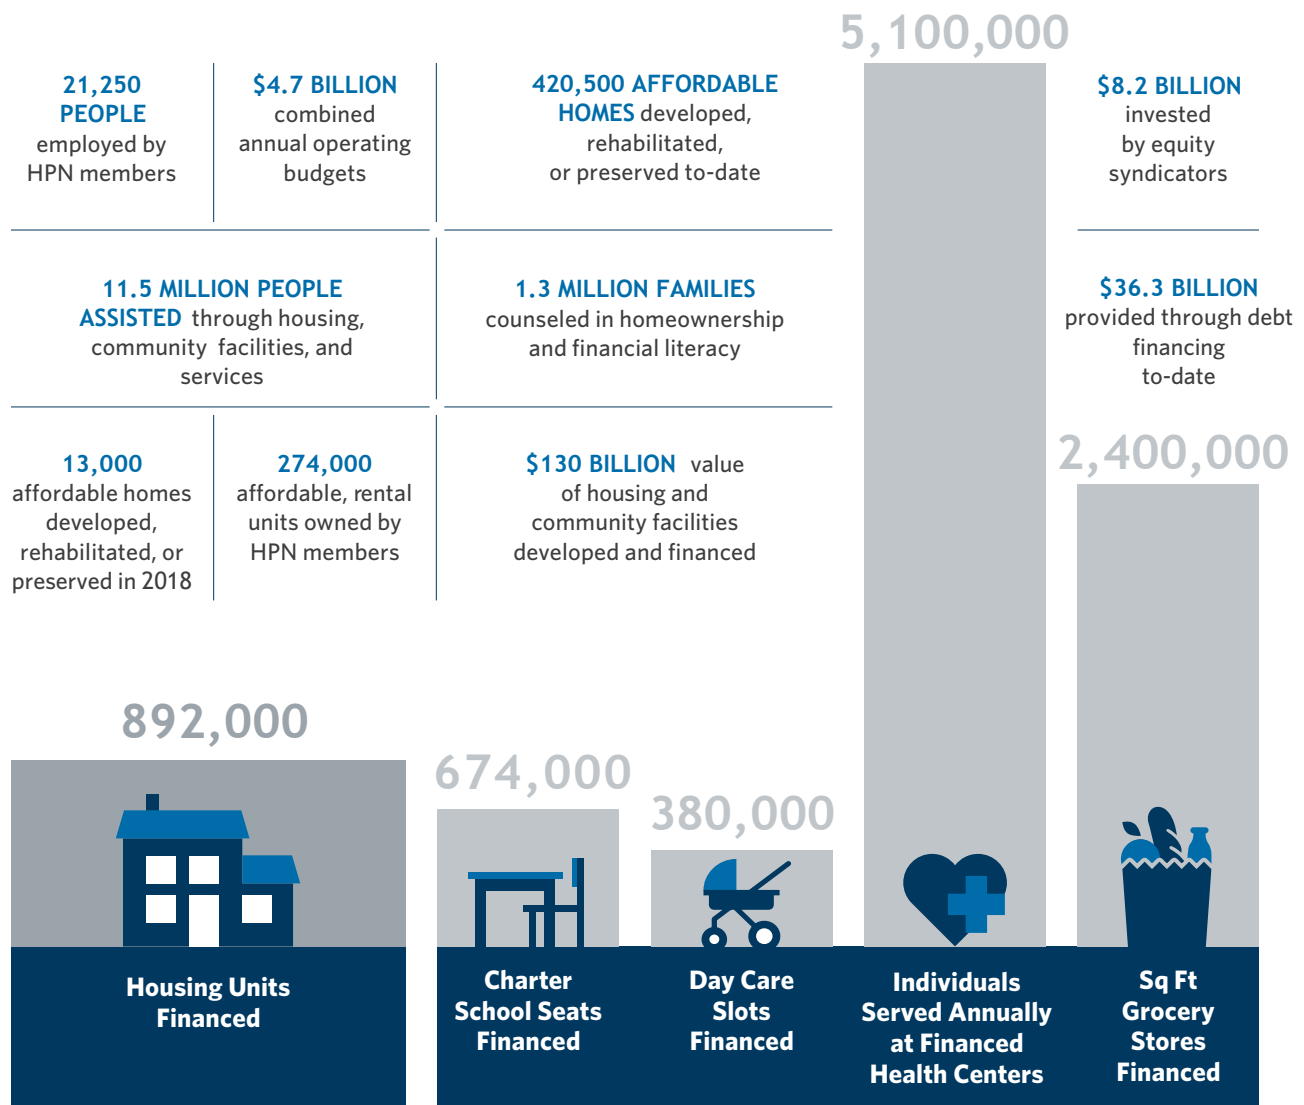 5,100,000
21,250
PEOPLE
employed by
HPN members
$4.7 BILLION
combined
annual operating
budgets
420,500 AFFORDABLE
HOMES developed,
rehabilitated,
or preserved to-date
$8.2 BILLION
invested
by equity
syndicators
11.5 MILLION PEOPLE
ASSISTED through housing,
community facilities, and
services
1.3 MILLION FAMILIES
counseled in homeownership
and financial literacy
$36.3 BILLION
provided through debt
financing
to-date
13,000
affordable homes
developed,
rehabilitated, or
preserved in 2018
274,000
affordable, rental
units owned by
HPN members
$130 BILLION value
of housing and
community facilities
developed and financed
2,400,000
892,000
674,000
380,000
Housing Units
Financed
Charter
School Seats
Financed
Day Care
Slots
Financed
Individuals
Served Annually
at Financed
Health Centers
Sq Ft
Grocery
Stores
Financed